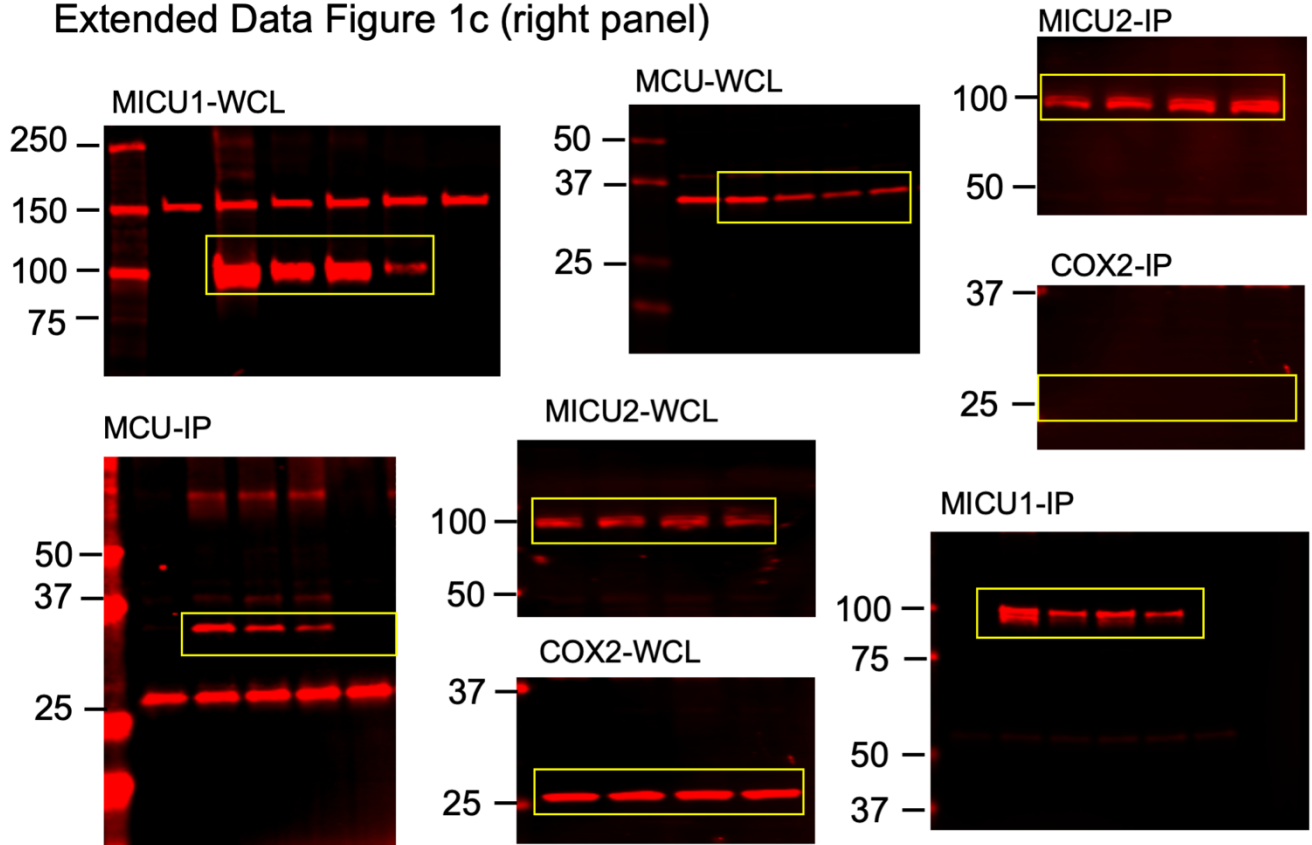 Extended Data Figure 1c (right panel)
MICU1-WCL
250
150
100
75
MCU-WCL
50
37
25
MICU2-IP
100
50
COX2-IP
37
25
MCU-IP
50
37
25
MICU2-WCL
100
50
COX2-WCL
37
25
MICU1-IP
100
75
50
37